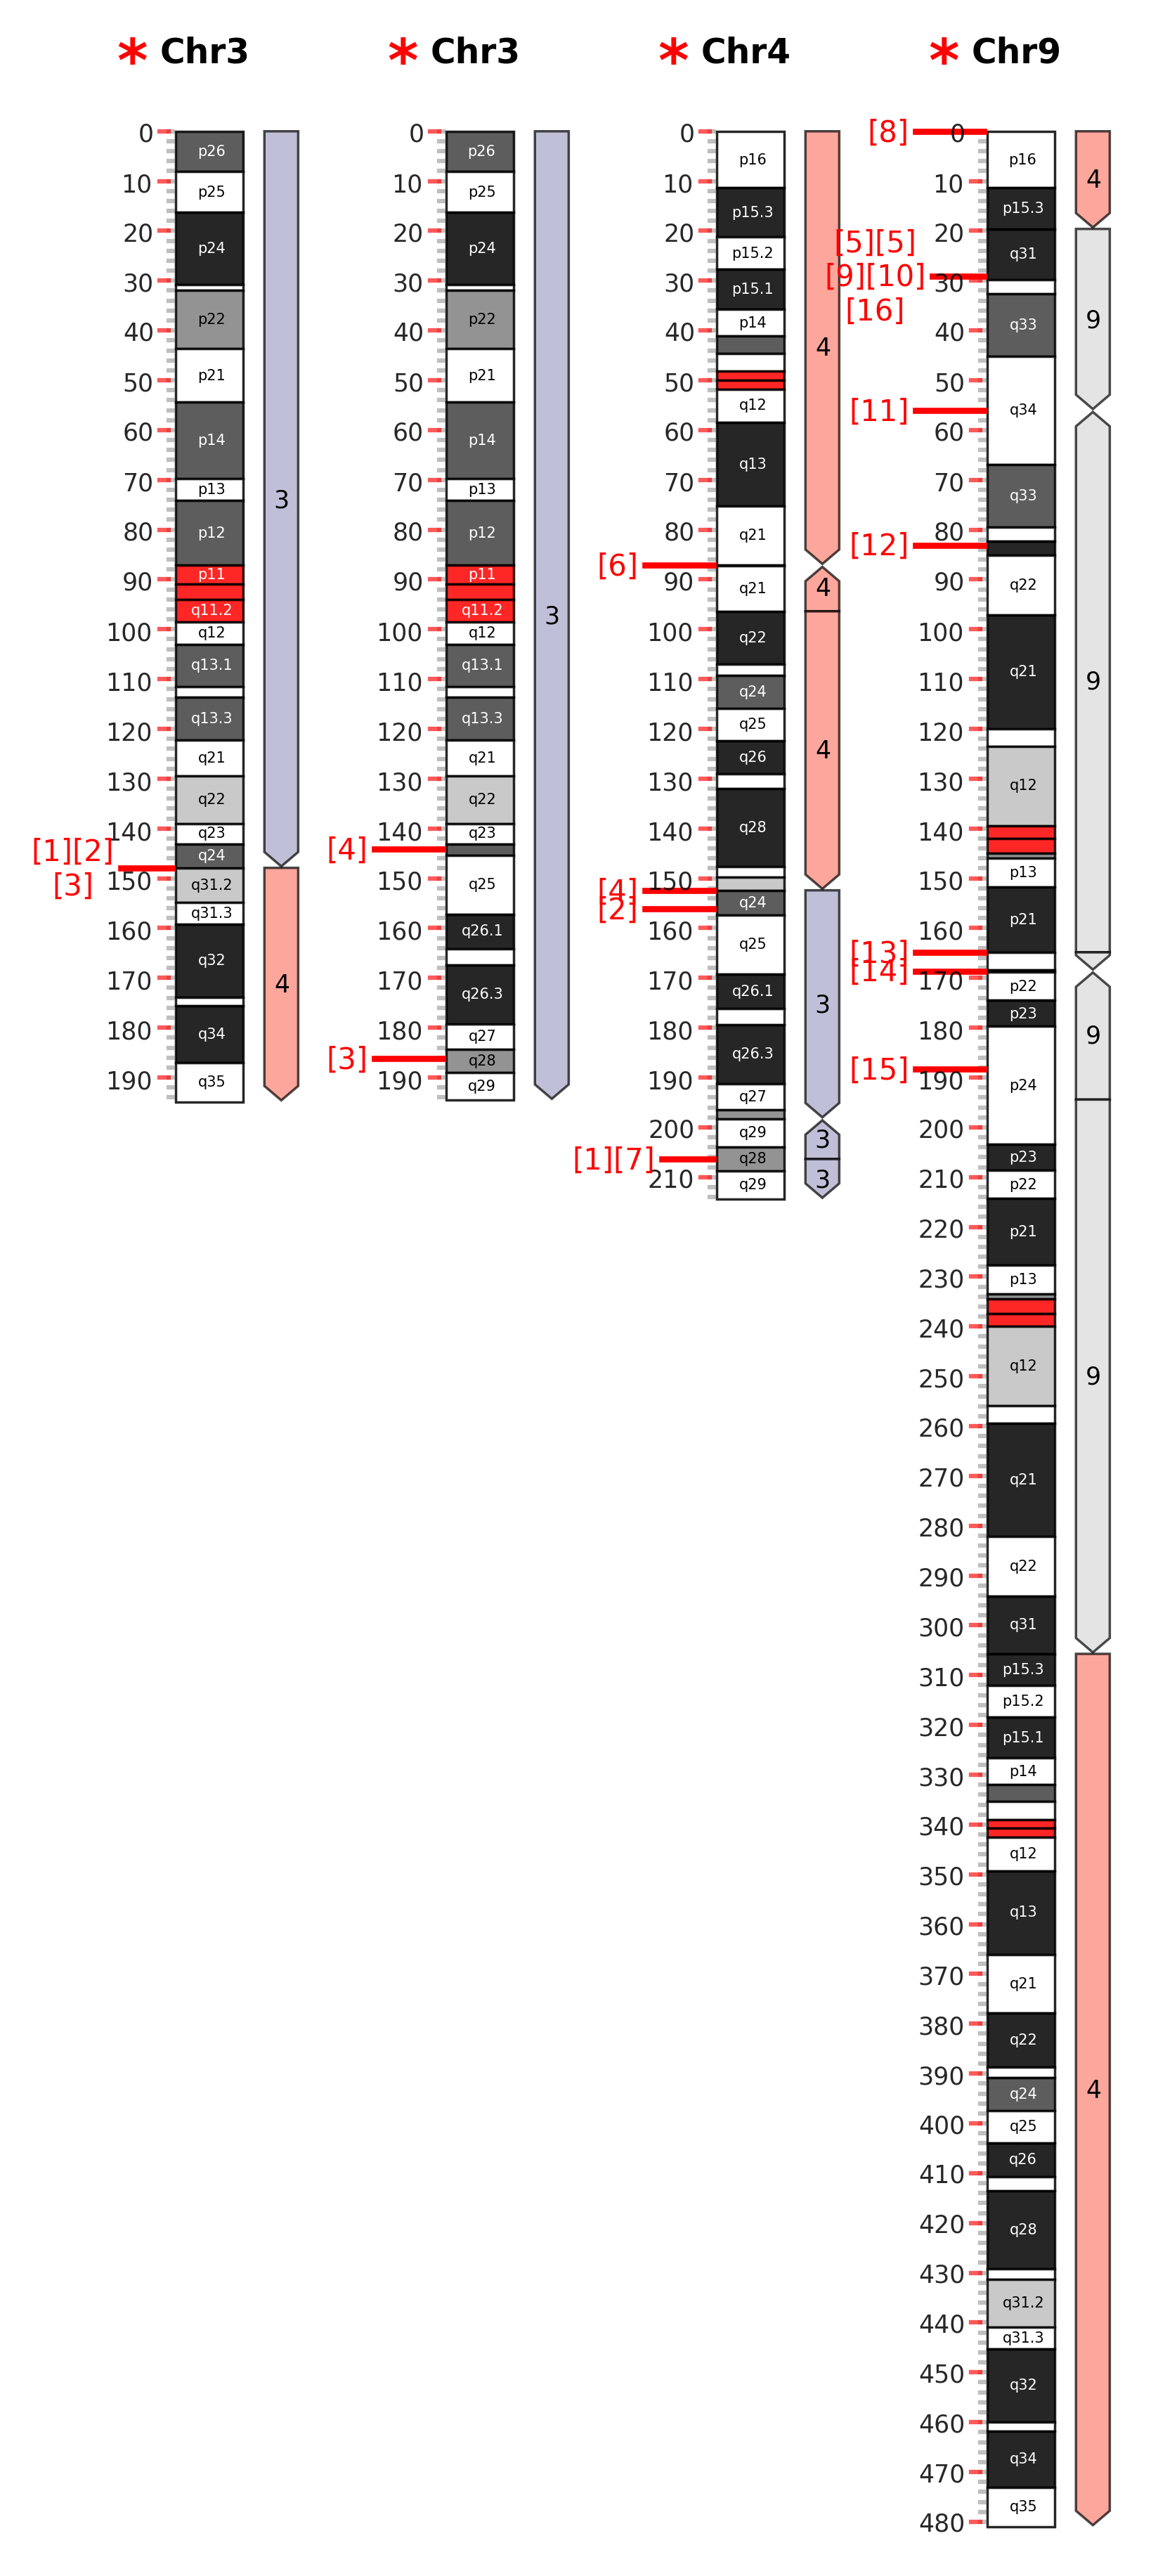 * Chr3
0
10
20
30
40
50
60
70
80
90
100
110
120
130
140
150
160
170
180
190
[1][2]
[3]
p26
p25
p24
p22
p21
p14
p13
p12
p11
q11.2
q12
q13.1
q13.3
q21
q22
q23
q24
q31.2
q31.3
q32
q34
q35
3
4
* Chr3
0
10
20
30
40
50
60
70
80
90
100
110
120
130
140
150
160
170
180
190
[4]
[3]
p26
p25
p24
p22
p21
p14
p13
p12
p11
q11.2
q12
q13.1
q13.3
q21
q22
q23
q25
q26.1
q26.3
q27
q28
q29
3
* Chr4
0
10
20
30
40
50
60
70
80
90
100
110
120
130
140
150
160
170
180
190
200
210
[6]
[4]
[2]
[1][7]
p16
p15.3
p15.2
p15.1
p14
q12
q13
q21
q21
q22
q24
q25
q26
q28
q24
q25
q26.1
q26.3
q27
q29
q28
q29
4
4
4
3
3
3
* Chr9
0
10
20
30
40
50
60
70
80
90
100
110
120
130
140
150
160
170
180
190
200
210
220
230
240
250
260
270
280
290
300
310
320
330
340
350
360
370
380
390
400
410
420
430
440
450
460
470
480
[8]
[5][5]
[9][10]
[16]
[11]
[12]
[13]
[14]
[15]
p16
p15.3
q31
q33
q34
q33
q22
q21
q12
p13
p21
p22
p23
p24
p23
p22
p21
p13
q12
q21
q22
q31
p15.3
p15.2
p15.1
p14
q12
q13
q21
q22
q24
q25
q26
q28
q31.2
q31.3
q32
q34
q35
4
9
9
9
9
4